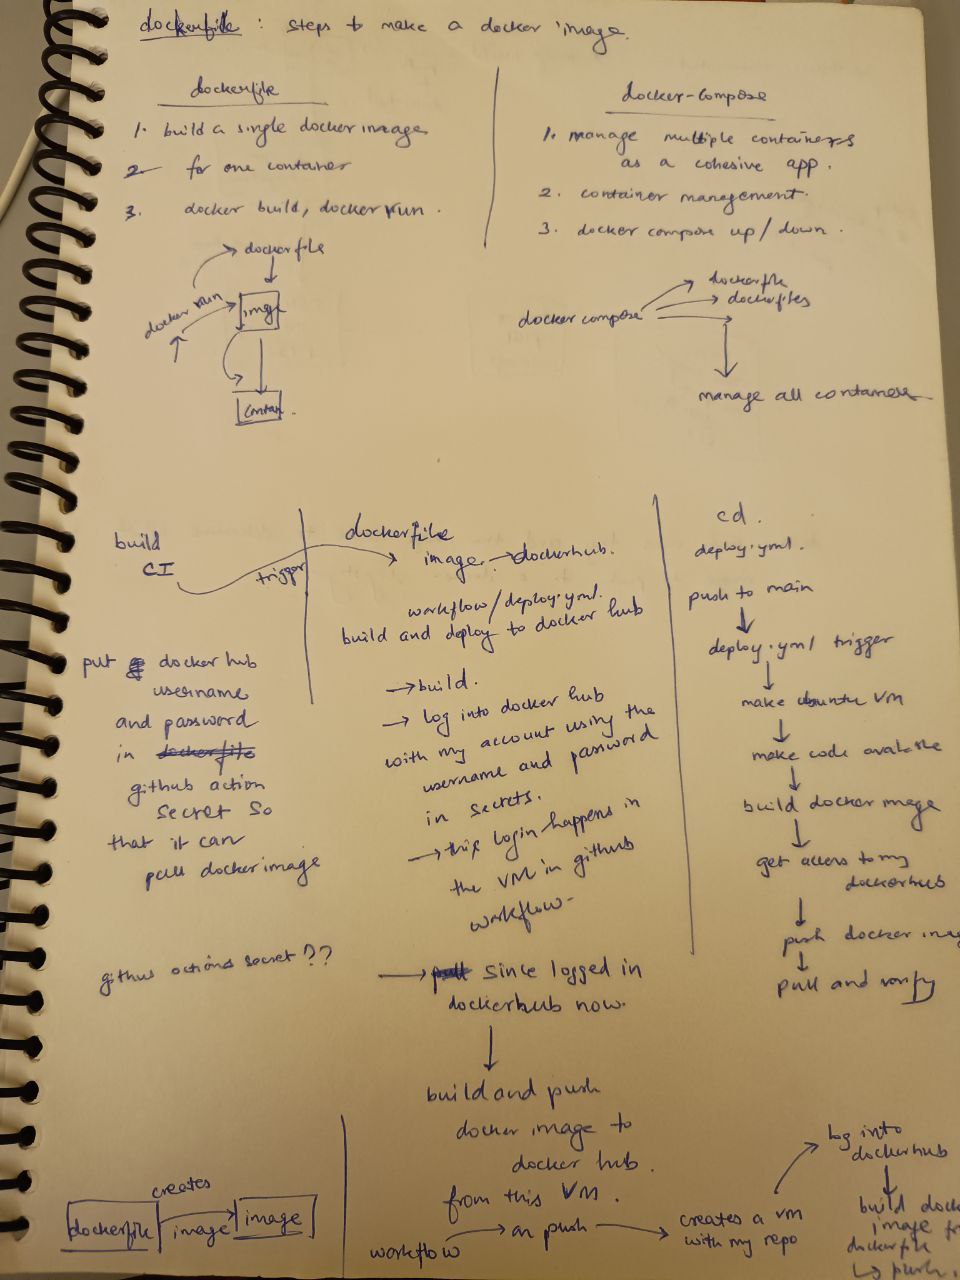 dockerfile : steps to make a docker image.
dockerfile
1. build a single docker image
2. for one container
3. docker build, docker run.
dockerfile
docker run
image
docker-compose
1. manage multiple containers
as a cohesive app.
2. container management.
3. docker compose up/down.
docker compose
dockerfile
dockerfiles
manage all containers
build
CI
trigger
put docker hub
username
and password
in dockerfile
github action
secret so
that it can
pull docker image
github actions secret??
dockerfile
image → dockerhub.
workflow/deploy.yml.
build and deploy to docker hub
→ build.
→ log into docker hub
with my account using the
username and password
in secrets.
→ this login happens in
the VM in github
workflow-
→ pull since logged in
dockerhub now.
build and push
docker image to
docker hub.
from this VM.
cd.
deploy.yml.
push to main
deploy.yml trigger
make ubuntu VM
make code available
build docker image
get access to my
dockerhub
push docker imag
pull and verify
creates
dockerfile
image
image
workflow
on push
creates a VM
with my repo
log into
dockerhub
build dock
image fr
dockerfile
↳ push.